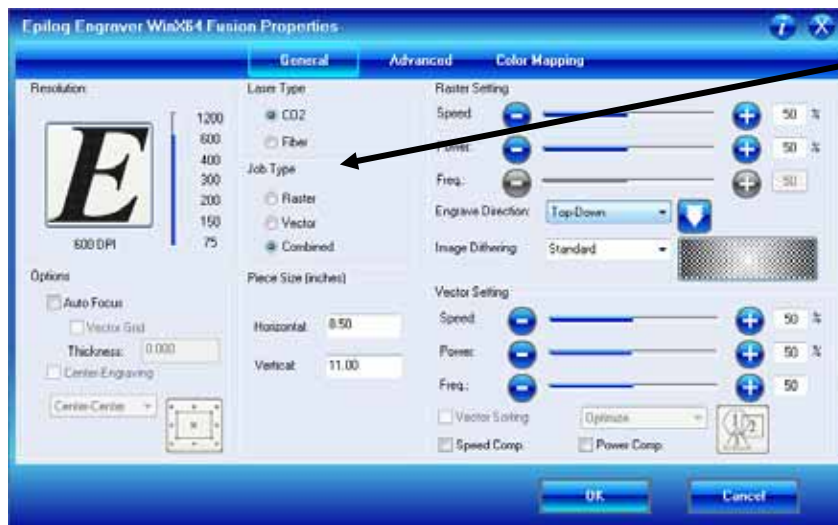 Epilog Engraver WinX64 Fusion Properties
General Advanced Color Mapping
Resolution
E
1200
600
400
300
200
150
75
600 DPI
Options
Auto Focus
Vector Grid
Thickness: 0.000
Center-Engraving
Center-Center
Laser Type
CO2
Fiber
Job Type
Raster
Vector
Combined
Piece Size (inches)
Horizontal: 8.50
Vertical: 11.00
Raster Setting
Speed 50 %
Power: 50 %
Freq.: 50
Engrave Direction: Top-Down
Image Dithering: Standard
Vector Setting
Speed 50 %
Power: 50 %
Freq.: 50
Vector Sorting Optimize
Speed Comp. Power Comp.
OK Cancel